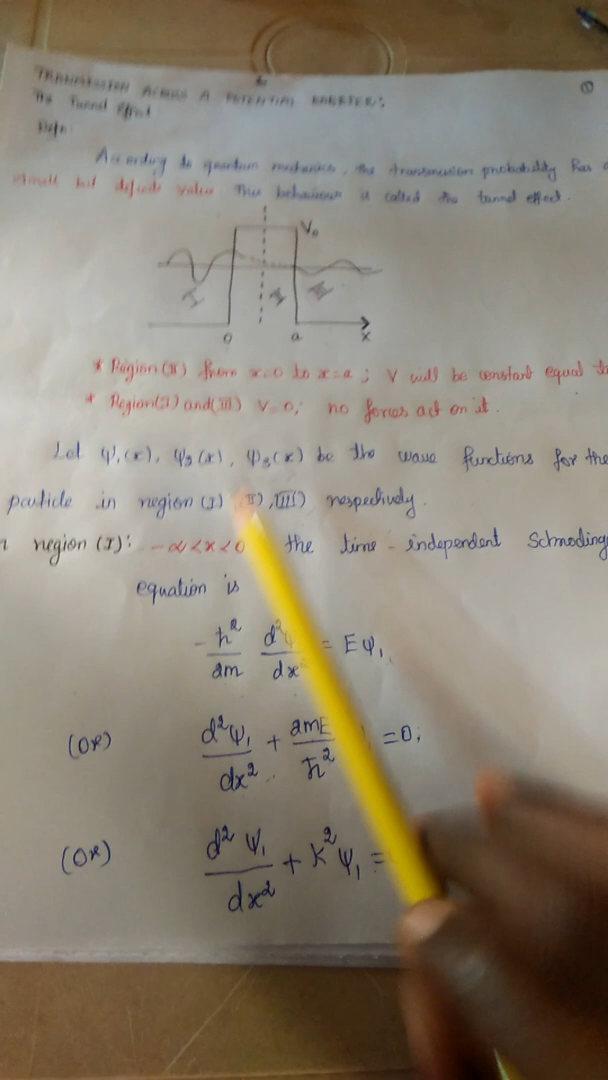 ①
TRANSMISSION ACROSS A POTENTIAL BARRIER:
The Tunnel Effect
Defn:
According to quantum mechanics, the transmission probability has a
small but definite value this behaviour is called the tunnel effect.
V₀
I II III
0 a x
* Region (II) from x=0 to x=a ; V will be constant equal to
* Region(I) and (III) V=0; no forces act on it.
Let ψ₁(x), ψ₂(x), ψ₃(x) be the wave functions for the
particle in region (I) (II), (III) respectively.
region (I): -∝<x<0 the time - independent Schroding
equation is
-ħ²/2m d²ψ/dx² = Eψ₁
(Or) d²ψ₁/dx² + 2mE/ħ² =0;
(Or) d²ψ₁/dx² + k²ψ₁ =